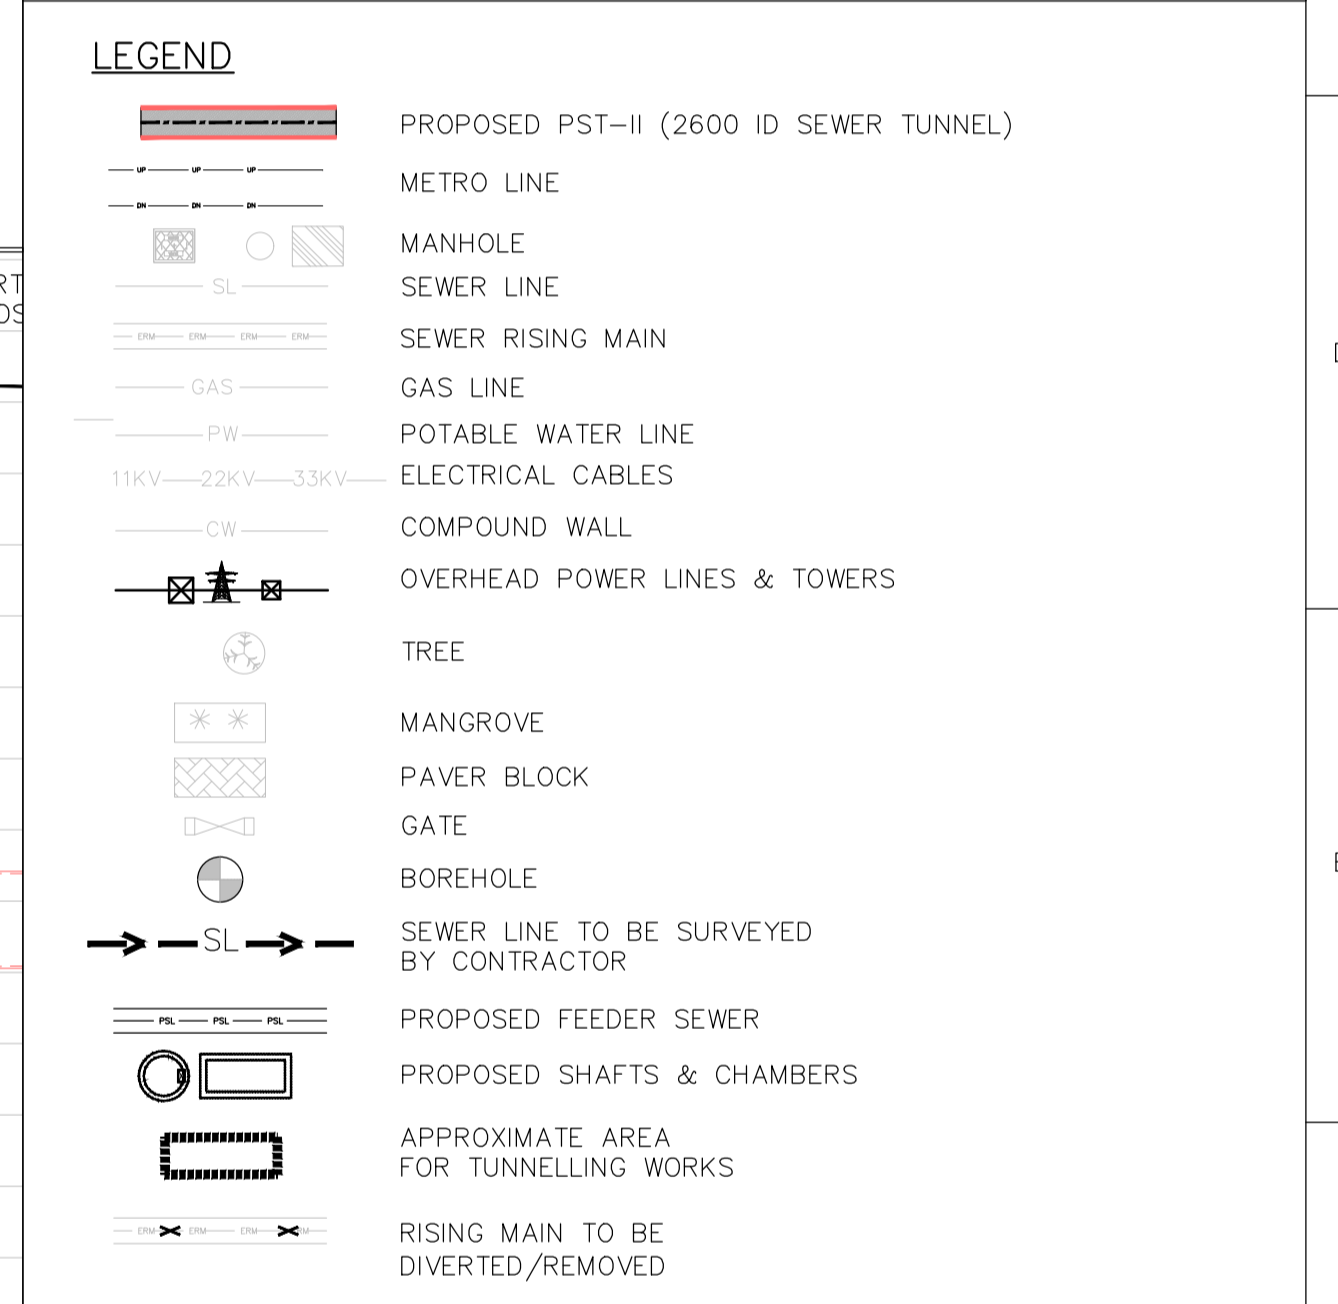 LEGEND
PROPOSED PST-II (2600 ID SEWER TUNNEL)
UP UP UP
METRO LINE
DN DN DN
MANHOLE
SL SEWER LINE
ERM ERM ERM ERM SEWER RISING MAIN
RT
OS
GAS GAS LINE
PW POTABLE WATER LINE
11KV 22KV 33KV ELECTRICAL CABLES
CW COMPOUND WALL
OVERHEAD POWER LINES & TOWERS
TREE
MANGROVE
PAVER BLOCK
GATE
BOREHOLE
SL SEWER LINE TO BE SURVEYED
BY CONTRACTOR
PSL PSL PSL PROPOSED FEEDER SEWER
PROPOSED SHAFTS & CHAMBERS
APPROXIMATE AREA
FOR TUNNELLING WORKS
ERM ERM ERM RM RISING MAIN TO BE
DIVERTED/REMOVED